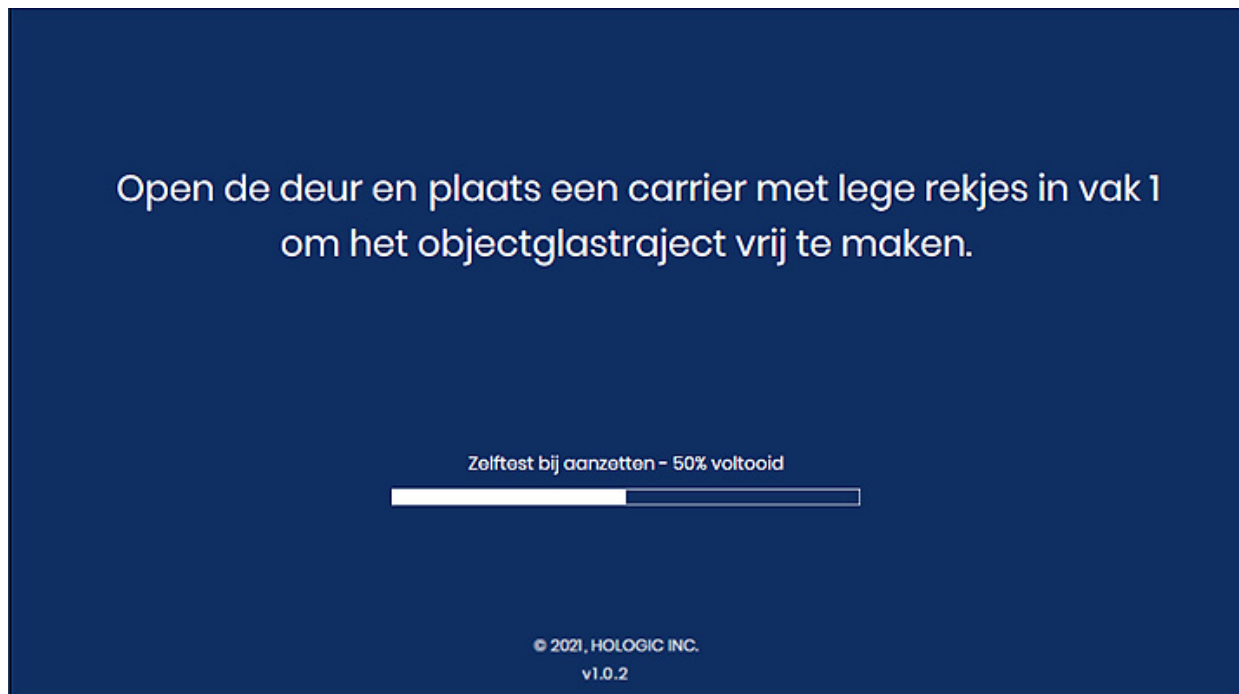 Open de deur en plaats een carrier met lege rekjes in vak 1
om het objectglastraject vrij te maken.
Zelftest bij aanzetten - 50% voltooid
© 2021, HOLOGIC INC.
v1.0.2